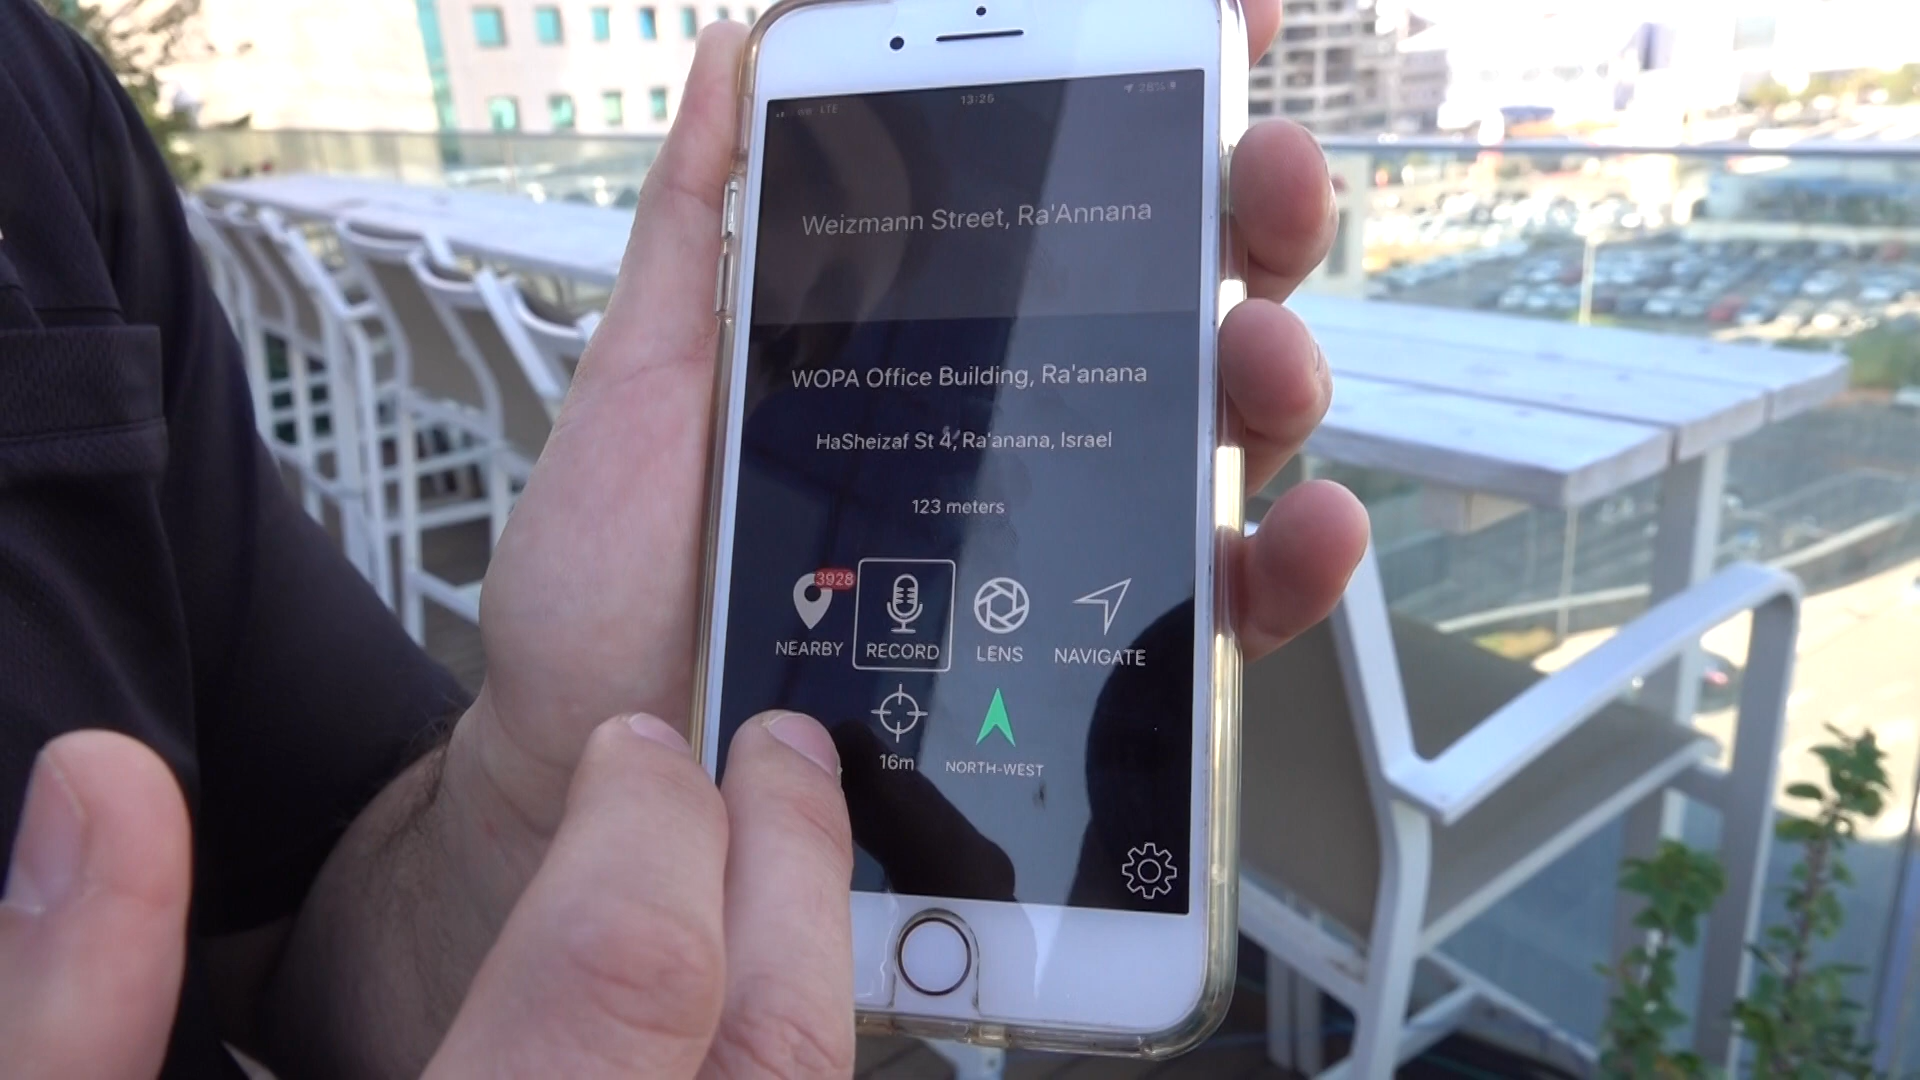 LTE
13:26
28%
Weizmann Street, Ra'Annana
WOPA Office Building, Ra'anana
HaSheizaf St 4, Ra'anana, Israel
123 meters
3928
NEARBY
RECORD
LENS
NAVIGATE
16m
NORTH-WEST